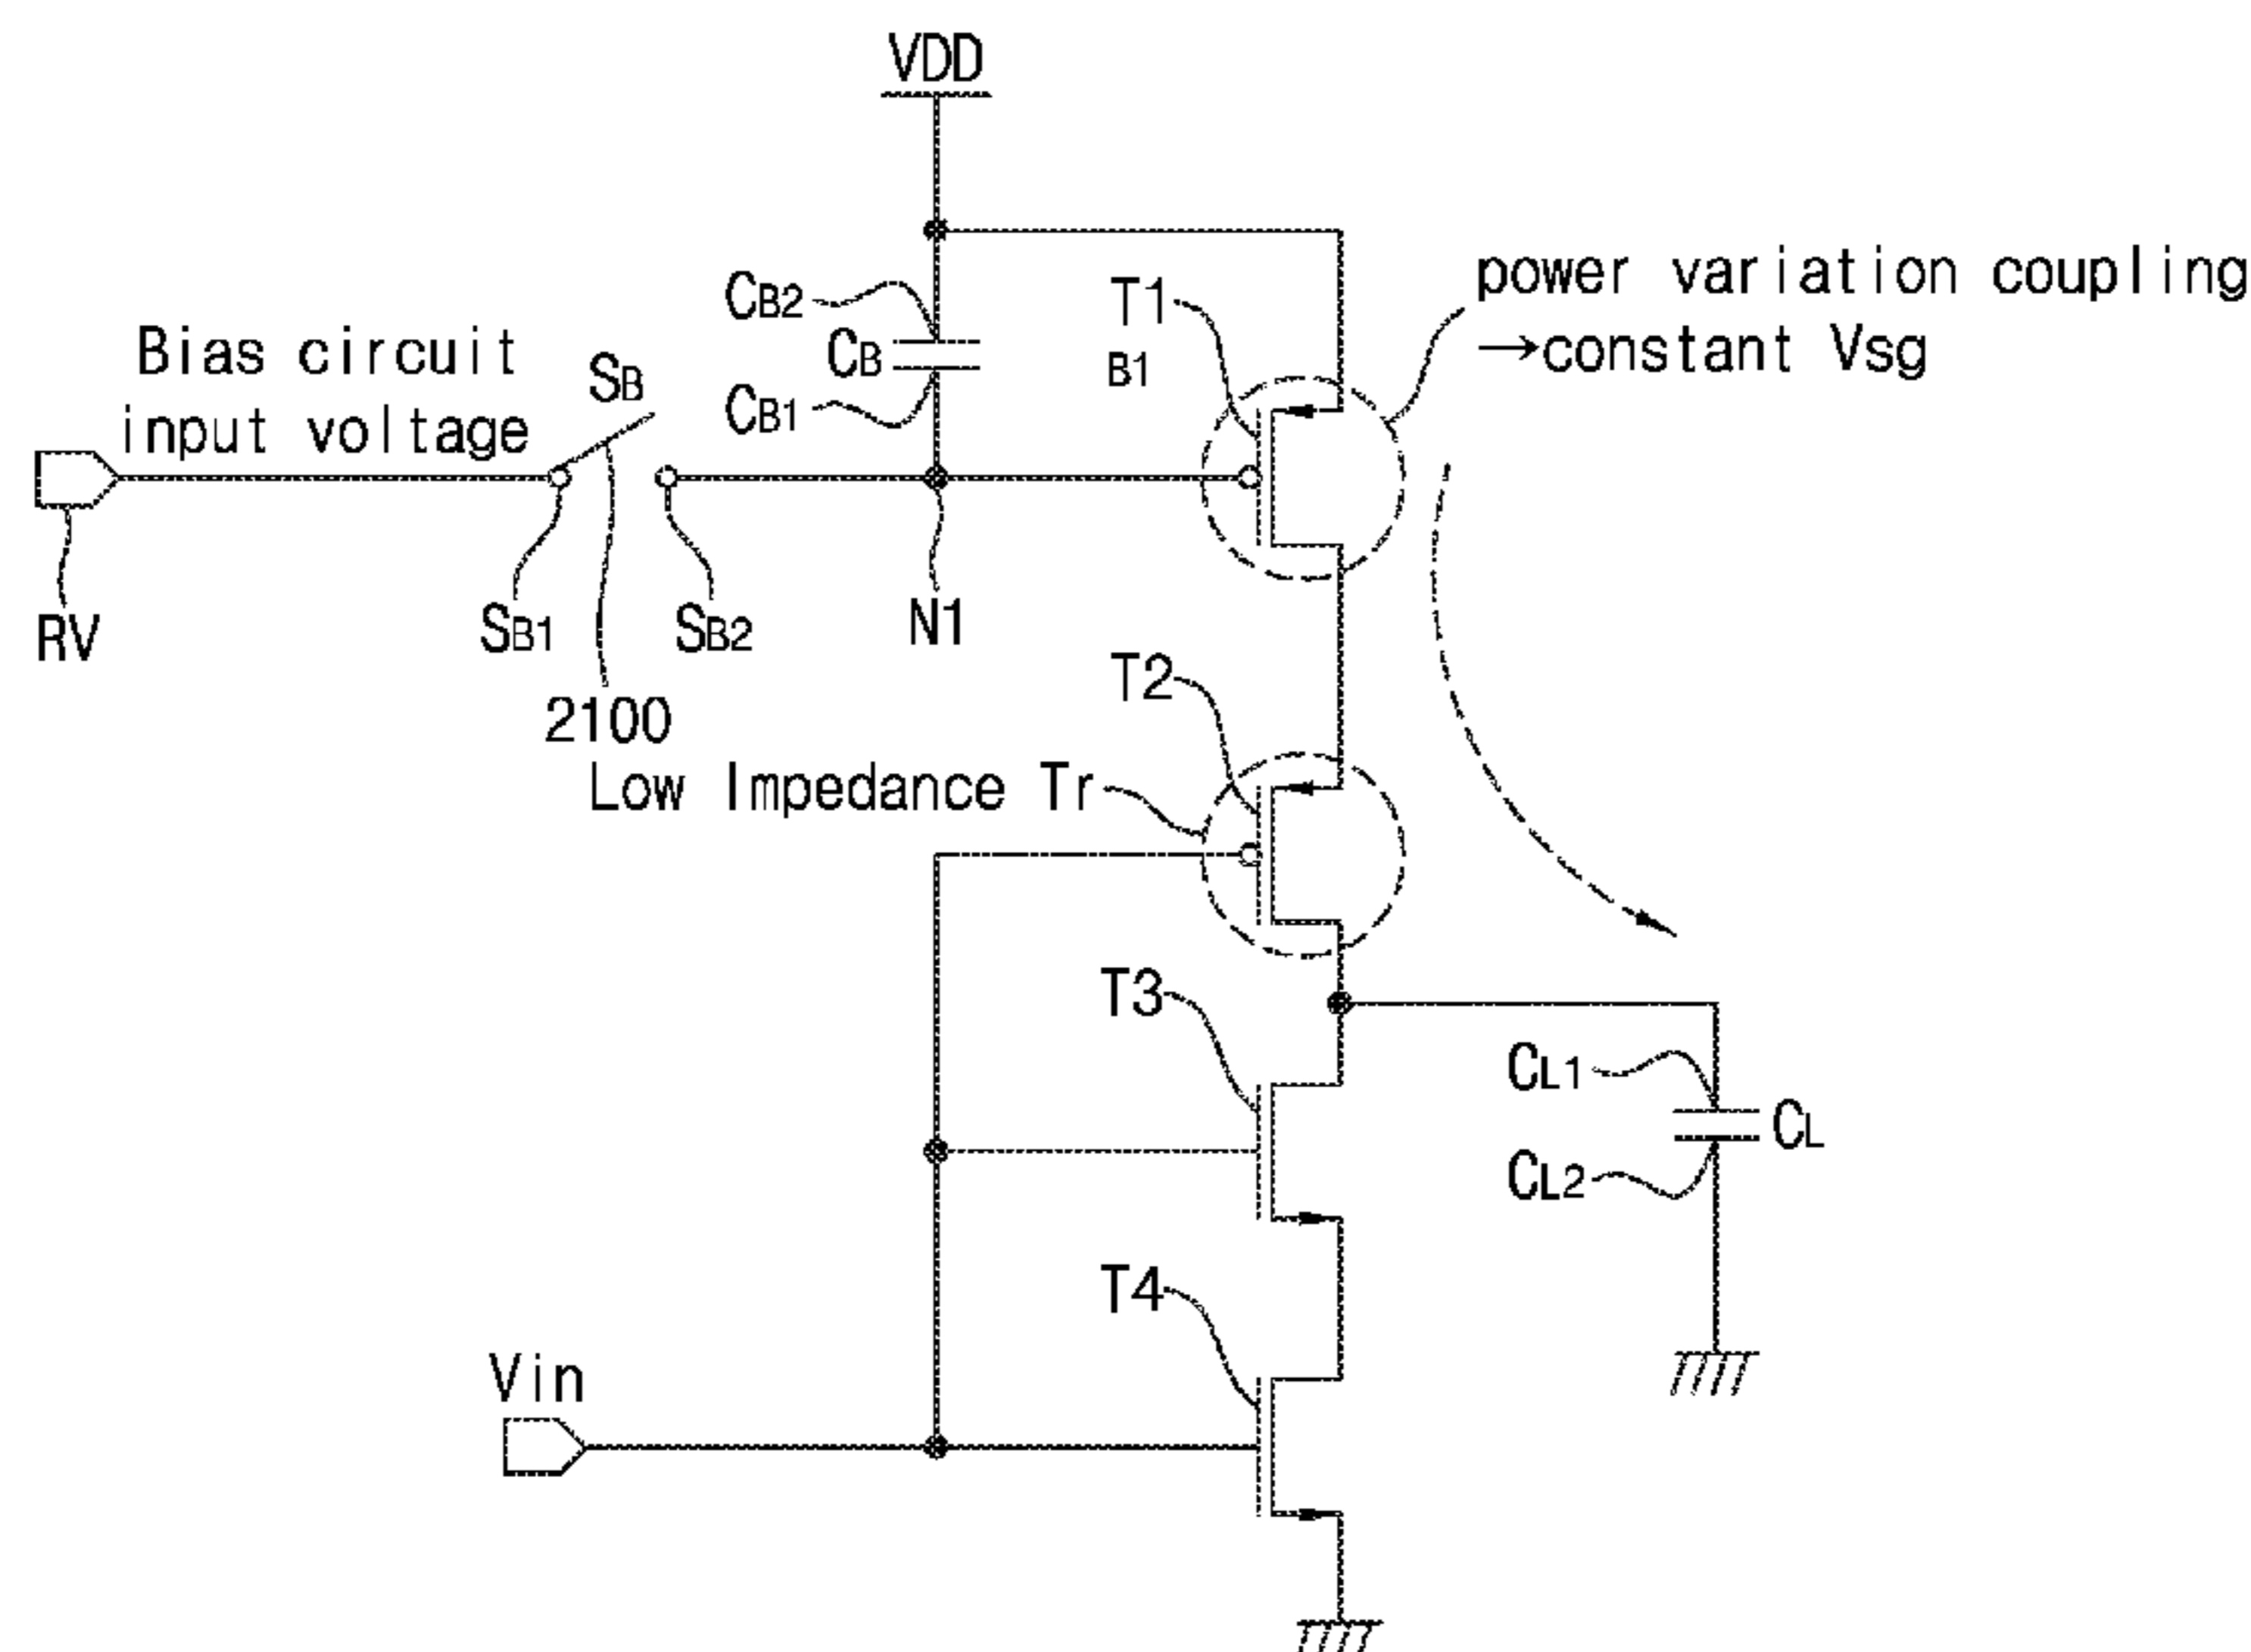 VDD
CB2
T1
power variation coupling
Bias circuit
SB
CB
B1
→constant Vsg
input voltage
CB1
RV
SB1
SB2
N1
2100
T2
Low Impedance Tr
T3
CL1
CL
CL2
T4
Vin